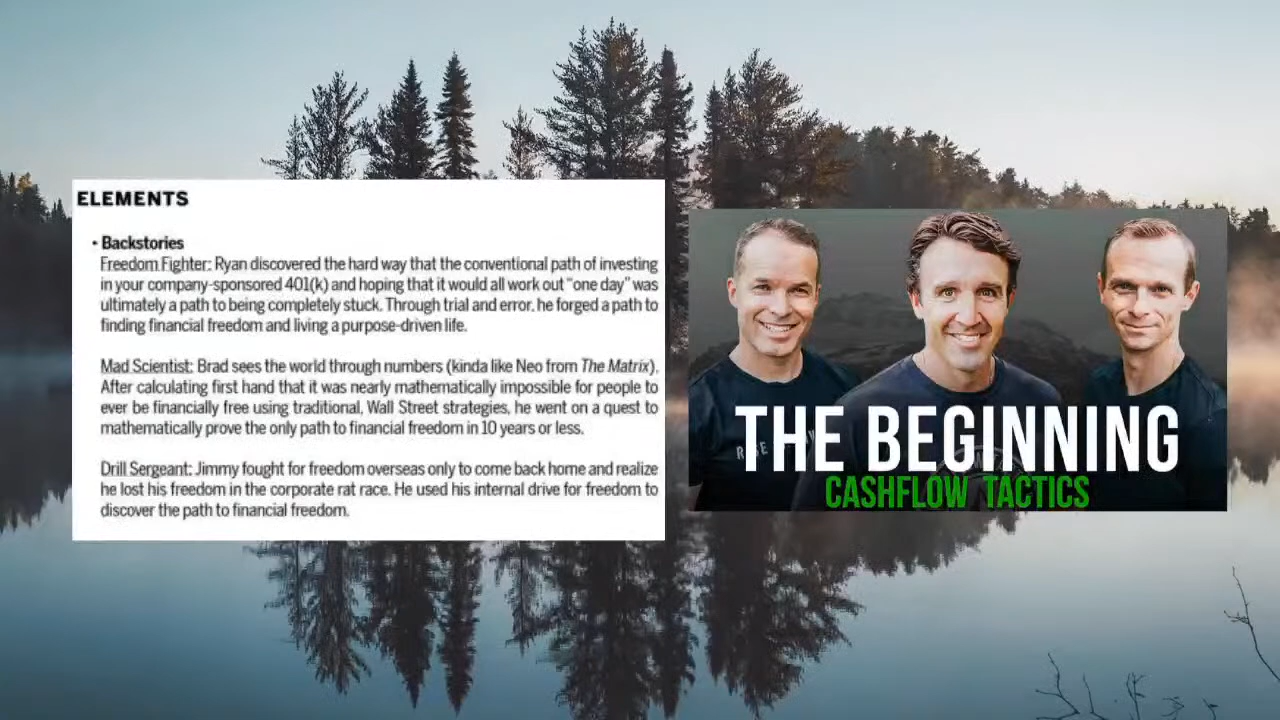 ELEMENTS
• Backstories
Freedom Fighter: Ryan discovered the hard way that the conventional path of investing
in your company-sponsored 401(k) and hoping that it would all work out “one day” was
ultimately a path to being completely stuck. Through trial and error, he forged a path to
finding financial freedom and living a purpose-driven life.
Mad Scientist: Brad sees the world through numbers (kinda like Neo from The Matrix).
After calculating first hand that it was nearly mathematically impossible for people to
ever be financially free using traditional, Wall Street strategies, he went on a quest to
mathematically prove the only path to financial freedom in 10 years or less.
Drill Sergeant: Jimmy fought for freedom overseas only to come back home and realize
he lost his freedom in the corporate rat race. He used his internal drive for freedom to
discover the path to financial freedom.
THE BEGINNING
CASHFLOW TACTICS